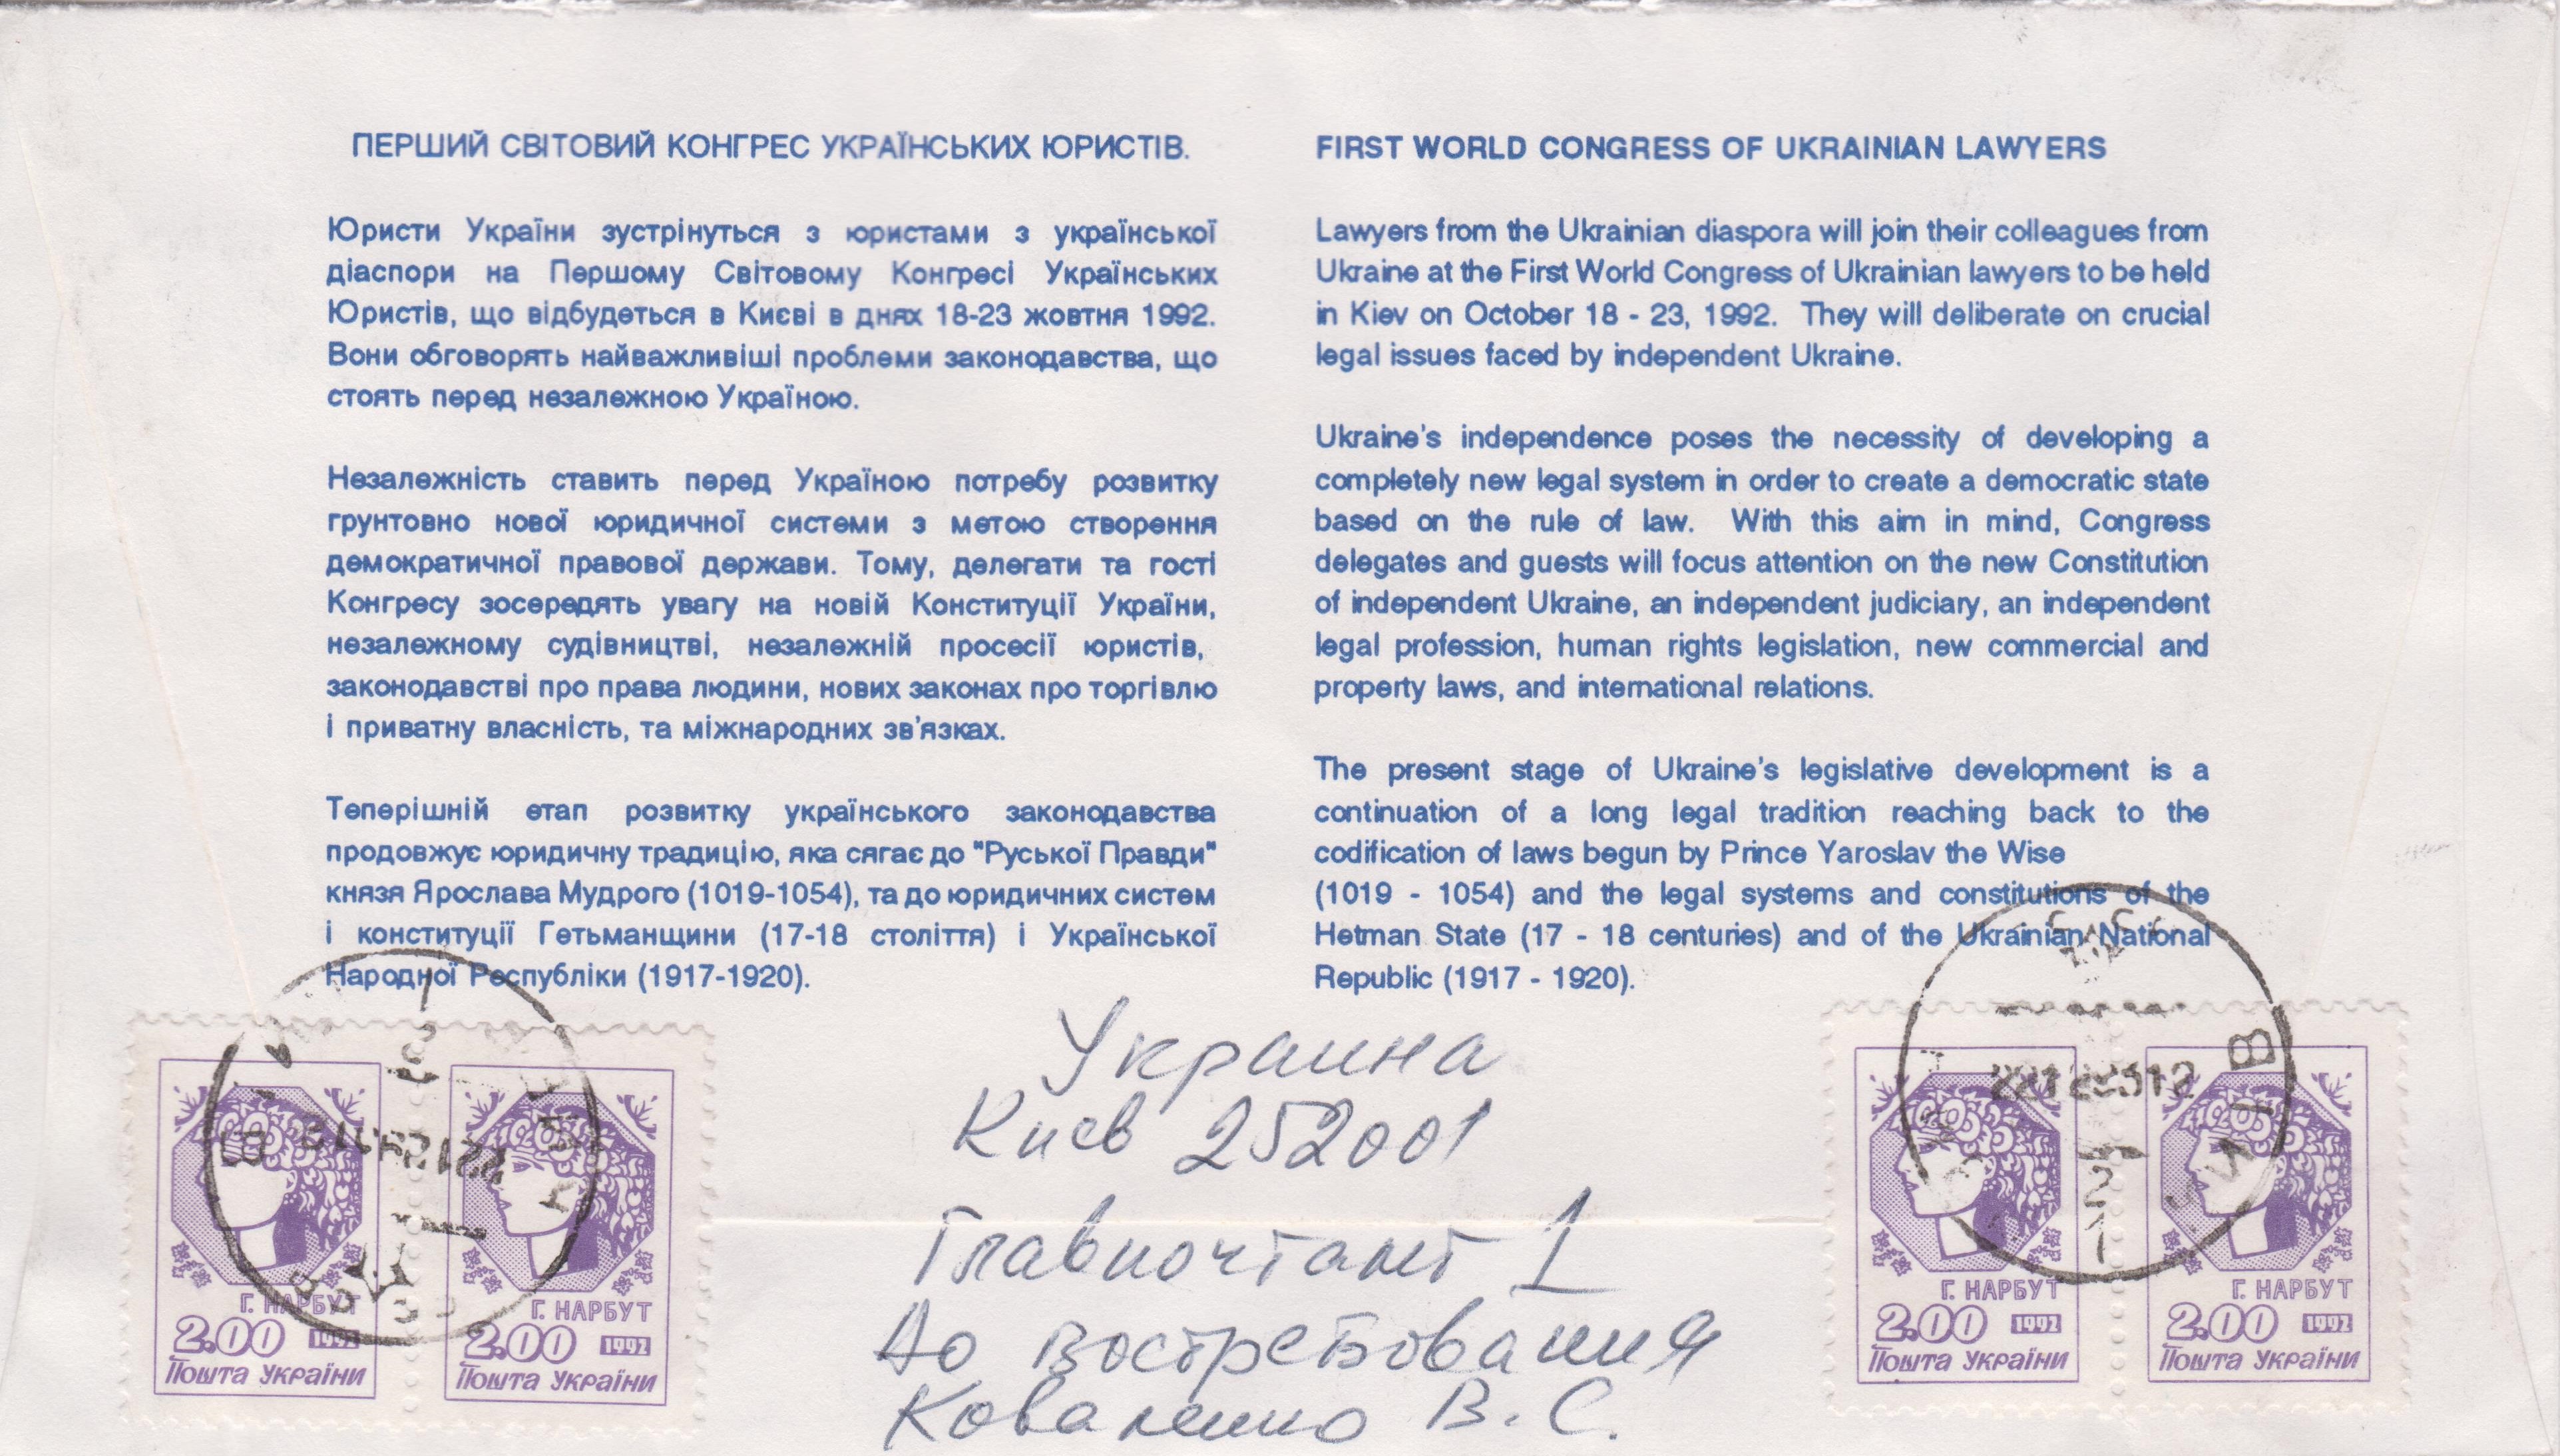 ПЕРШИЙ СВІТОВИЙ КОНГРЕС УКРАЇНСЬКИХ ЮРИСТІВ.
Юристи України зустрінуться з юристами з української
діаспори на Першому Світовому Конгресі Українських
Юристів, що відбудеться в Києві в днях 18-23 жовтня 1992.
Вони обговорять найважливіші проблеми законодавства, що
стоять перед незалежною Україною.
Незалежність ставить перед Україною потребу розвитку
грунтовно нової юридичної системи з метою створення
демократичної правової держави. Тому, делегати та гості
Конгресу зосередять увагу на новій Конституції України,
незалежному судівництві, незалежній просесії юристів,
законодавстві про права людини, нових законах про торгівлю
і приватну власність, та міжнародних зв'язках.
Теперішній етап розвитку українського законодавства
продовжує юридичну традицію, яка сягає до "Руської Правди"
князя Ярослава Мудрого (1019-1054), та до юридичних систем
і конституції Гетьманщини (17-18 століття) і Української
Народної Республіки (1917-1920).
FIRST WORLD CONGRESS OF UKRAINIAN LAWYERS
Lawyers from the Ukrainian diaspora will join their colleagues from
Ukraine at the First World Congress of Ukrainian lawyers to be held
in Kiev on October 18 - 23, 1992. They will deliberate on crucial
legal issues faced by independent Ukraine.
Ukraine's independence poses the necessity of developing a
completely new legal system in order to create a democratic state
based on the rule of law. With this aim in mind, Congress
delegates and guests will focus attention on the new Constitution
of independent Ukraine, an independent judiciary, an independent
legal profession, human rights legislation, new commercial and
property laws, and international relations.
The present stage of Ukraine's legislative development is a
continuation of a long legal tradition reaching back to the
codification of laws begun by Prince Yaroslav the Wise
(1019 - 1054) and the legal systems and constitutions of the
Hetman State (17 - 18 centuries) and of the Ukrainian National
Republic (1917 - 1920).
Украина
Киев 252001
Главпочтамт 1
До востребования
Коваленко В. С.
Г. НАРБУТ
2.00 1992
Пошта України
Г. НАРБУТ
2.00 1992
Пошта України
Г. НАРБУТ
2.00 1992
Пошта України
Г. НАРБУТ
2.00 1992
Пошта України